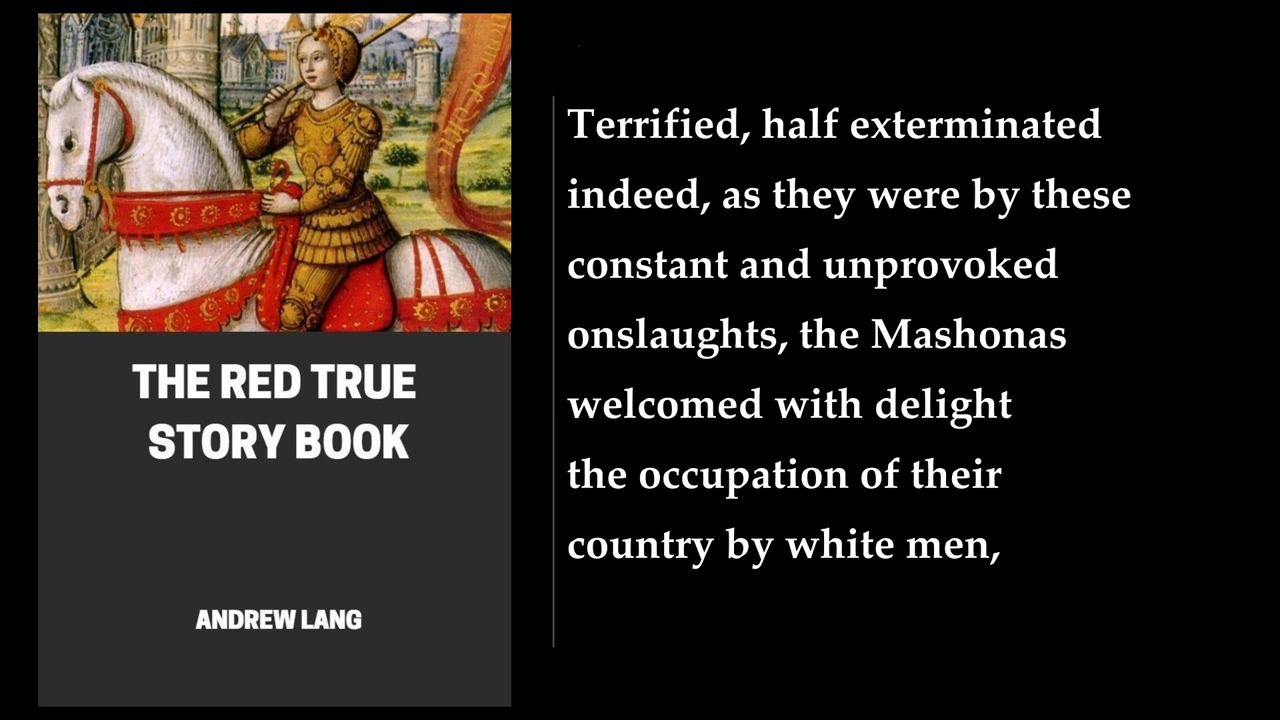 THE RED TRUE
STORY BOOK
ANDREW LANG
Terrified, half exterminated
indeed, as they were by these
constant and unprovoked
onslaughts, the Mashonas
welcomed with delight
the occupation of their
country by white men,